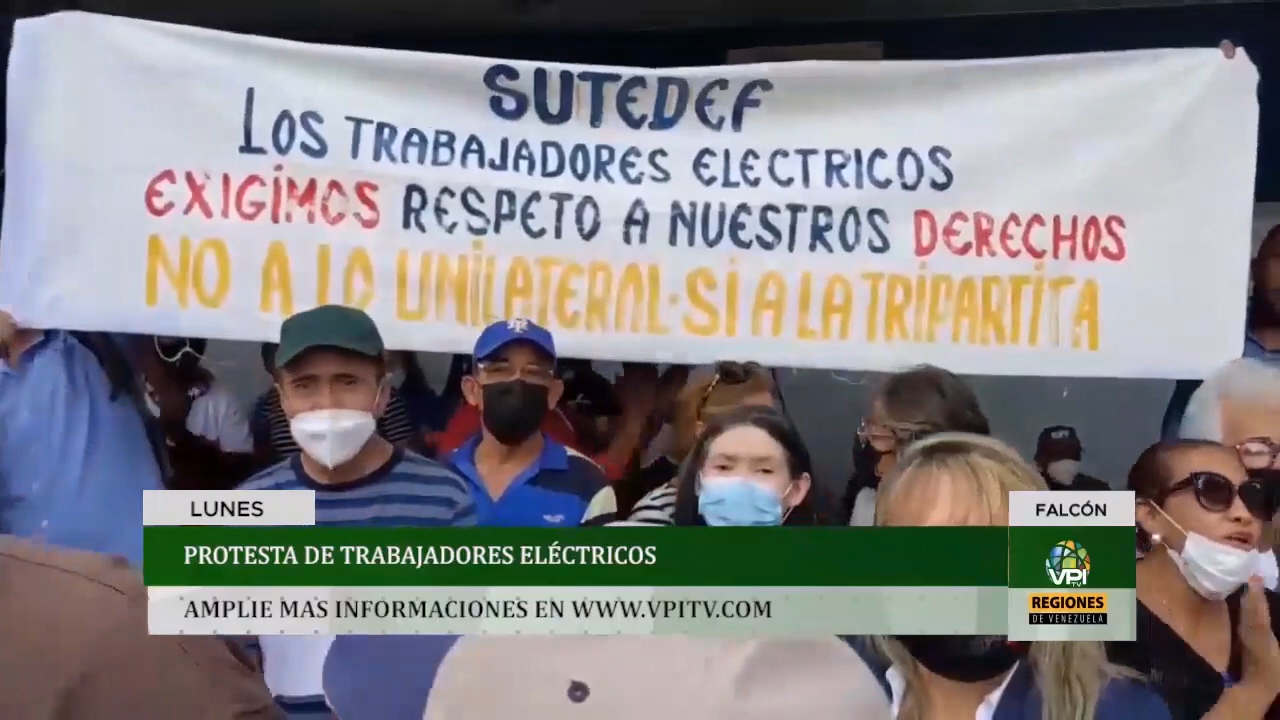 SUTEDEF
LOS TRABAJADORES ELECTRICOS
EXIGIMOS RESPETO A NUESTROS DERECHOS
NO A LO UNILATERAL·SI A LA TRIPARTITA
LUNES
FALCÓN
PROTESTA DE TRABAJADORES ELÉCTRICOS
VPI
TV
AMPLIE MAS INFORMACIONES EN WWW.VPITV.COM
REGIONES
DE VENEZUELA